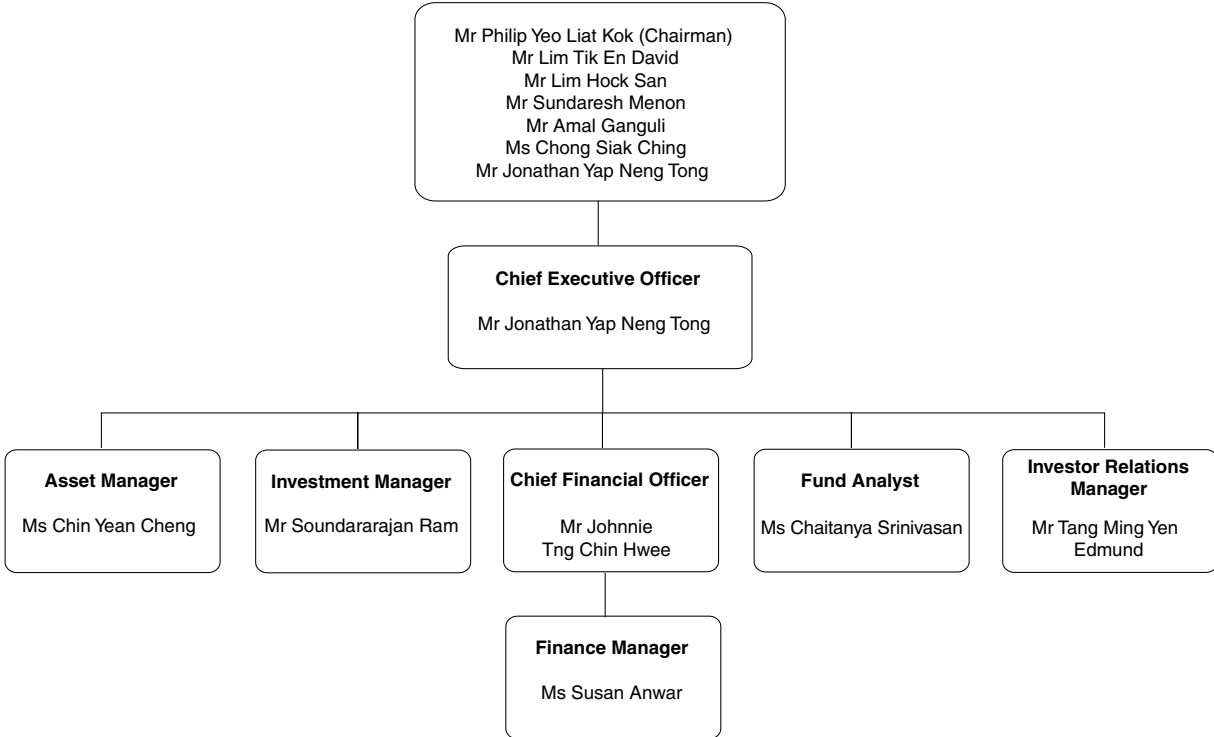 Mr Philip Yeo Liat Kok (Chairman)
Mr Lim Tik En David
Mr Lim Hock San
Mr Sundaresh Menon
Mr Amal Ganguli
Ms Chong Siak Ching
Mr Jonathan Yap Neng Tong
Chief Executive Officer
Mr Jonathan Yap Neng Tong
Asset Manager
Ms Chin Yean Cheng
Investment Manager
Mr Soundararajan Ram
Chief Financial Officer
Mr Johnnie
Tng Chin Hwee
Fund Analyst
Ms Chaitanya Srinivasan
Investor Relations
Manager
Mr Tang Ming Yen
Edmund
Finance Manager
Ms Susan Anwar